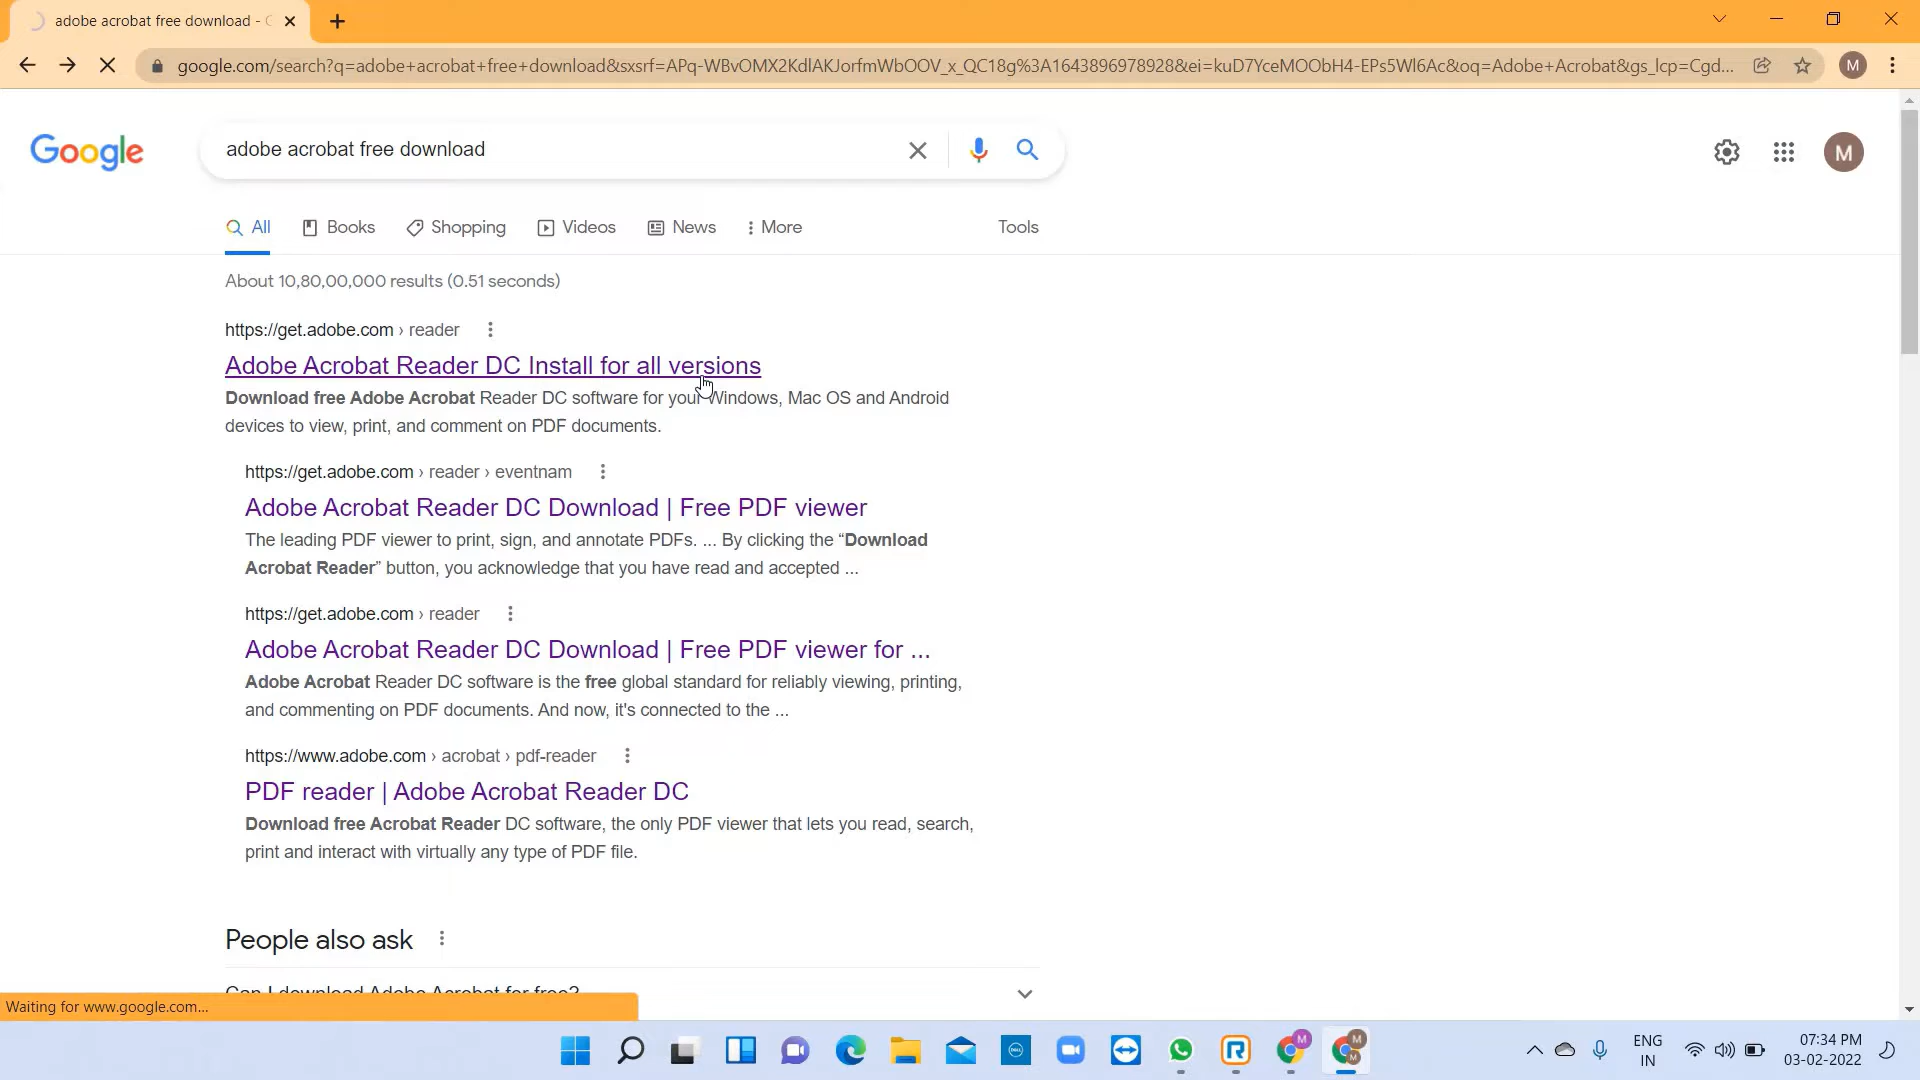 adobe acrobat free download - G
google.com/search?q=adobe+acrobat+free+download&sxsrf=APq-WBvOMX2KdlAKJorfmWbOOV_x_QC18g%3A1643896978928&ei=kuD7YceMOObH4-EPs5Wl6Ac&oq=Adobe+Acrobat&gs_lcp=Cgd...
M
Google
adobe acrobat free download
M
All
Books
Shopping
Videos
News
More
Tools
About 10,80,00,000 results (0.51 seconds)
https://get.adobe.com › reader
Adobe Acrobat Reader DC Install for all versions
Download free Adobe Acrobat Reader DC software for your Windows, Mac OS and Android
devices to view, print, and comment on PDF documents.
https://get.adobe.com › reader › eventnam
Adobe Acrobat Reader DC Download | Free PDF viewer
The leading PDF viewer to print, sign, and annotate PDFs. ... By clicking the “Download
Acrobat Reader” button, you acknowledge that you have read and accepted ...
https://get.adobe.com › reader
Adobe Acrobat Reader DC Download | Free PDF viewer for ...
Adobe Acrobat Reader DC software is the free global standard for reliably viewing, printing,
and commenting on PDF documents. And now, it's connected to the ...
https://www.adobe.com › acrobat › pdf-reader
PDF reader | Adobe Acrobat Reader DC
Download free Acrobat Reader DC software, the only PDF viewer that lets you read, search,
print and interact with virtually any type of PDF file.
People also ask
Can I download Adobe Acrobat for free?
Waiting for www.google.com...
ENG
IN
07:34 PM
03-02-2022